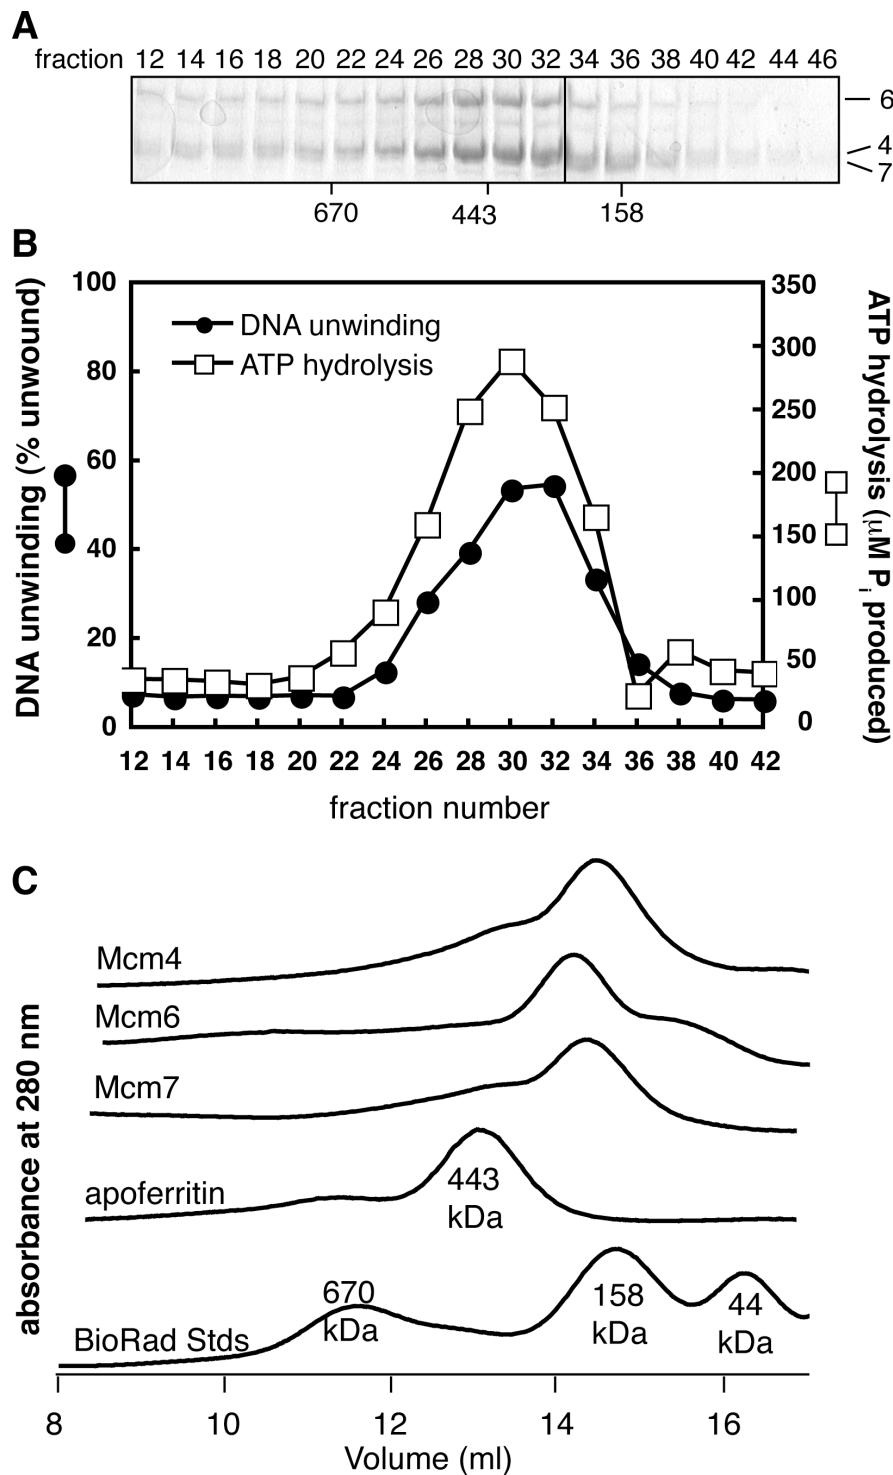 A
fraction 12 14 16 18 20 22 24 26 28 30 32 34 36 38 40 42 44 46
6
4
7
670 443 158
B
DNA unwinding (% unwound)
100
80
60
40
20
0
DNA unwinding
ATP hydrolysis
350
300
250
200
150
100
50
0
ATP hydrolysis (μM Pi produced)
12 14 16 18 20 22 24 26 28 30 32 34 36 38 40 42
fraction number
C
absorbance at 280 nm
Mcm4
Mcm6
Mcm7
apoferritin
443
kDa
BioRad Stds
670
kDa
158
kDa
44
kDa
8 10 12 14 16
Volume (ml)